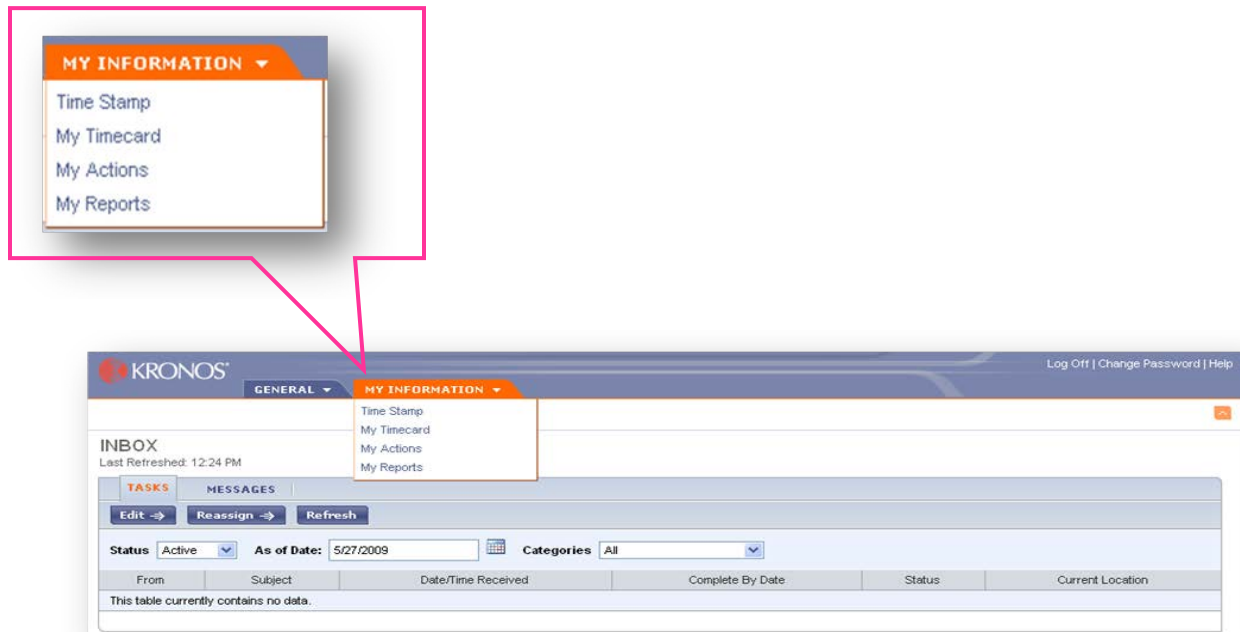 MY INFORMATION
Time Stamp
My Timecard
My Actions
My Reports
KRONOS®
Log Off | Change Password | Help
GENERAL MY INFORMATION
Time Stamp
My Timecard
My Actions
My Reports
INBOX
Last Refreshed: 12:24 PM
TASKS MESSAGES
Edit Reassign Refresh
Status Active As of Date: 5/27/2009 Categories All
From Subject Date/Time Received Complete By Date Status Current Location
This table currently contains no data.